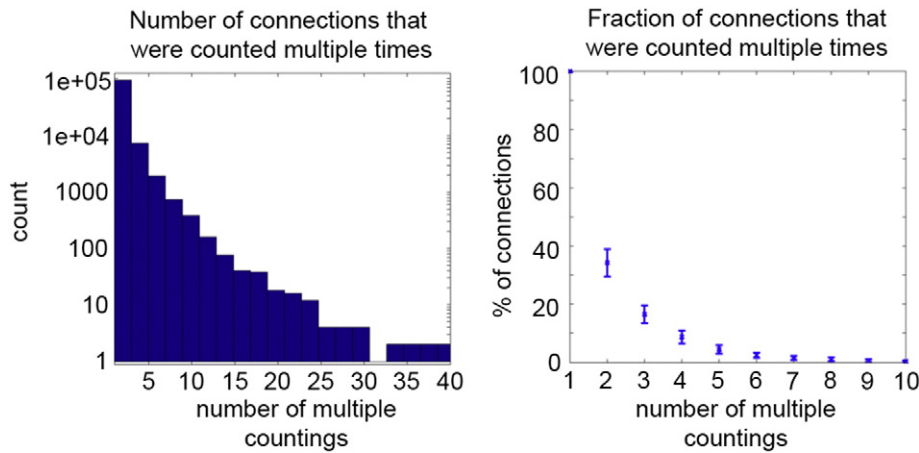 Number of connections that
were counted multiple times
1e+05
1e+04
1000
100
10
1
count
5 10 15 20 25 30 35 40
number of multiple
countings
Fraction of connections that
were counted multiple times
100
80
60
40
20
0
% of connections
1 2 3 4 5 6 7 8 9 10
number of multiple
countings